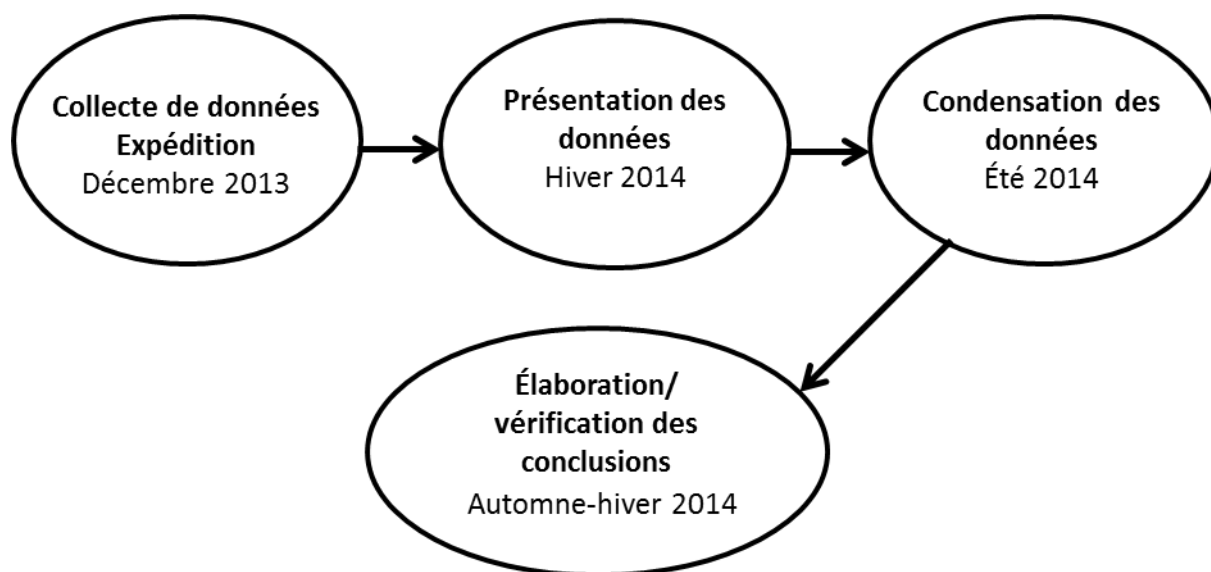 Collecte de données
Expédition
Décembre 2013
Présentation des
données
Hiver 2014
Condensation des
données
Été 2014
Élaboration/
vérification des
conclusions
Automne-hiver 2014